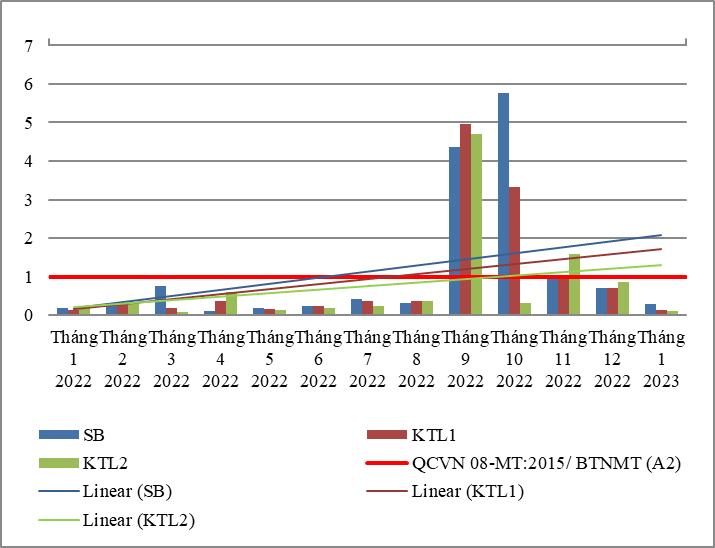 7
6
5
4
3
2
1
0
Tháng Tháng Tháng Tháng Tháng Tháng Tháng Tháng Tháng Tháng Tháng Tháng Tháng
1 2 3 4 5 6 7 8 9 10 11 12 1
2022 2022 2022 2022 2022 2022 2022 2022 2022 2022 2022 2022 2023
SB KTL1
KTL2 QCVN 08-MT:2015/ BTNMT (A2)
Linear (SB) Linear (KTL1)
Linear (KTL2)